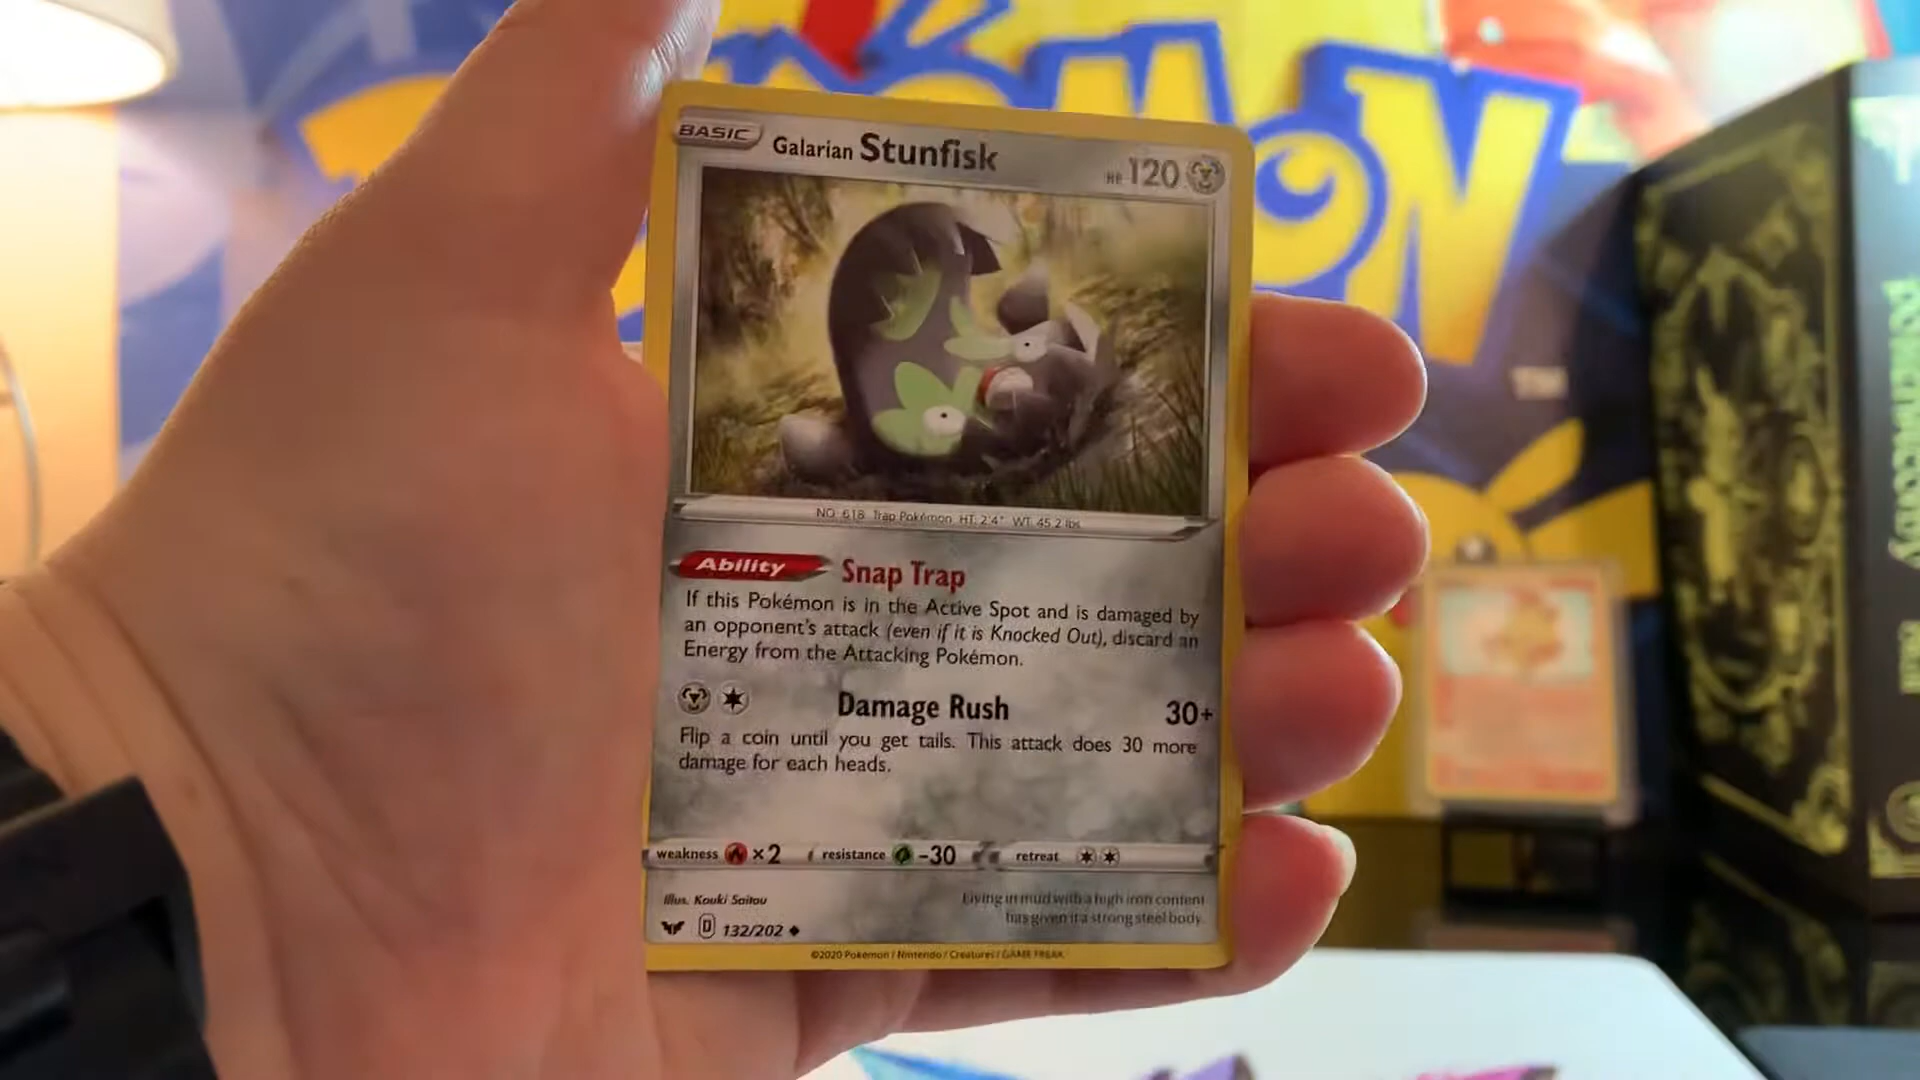 POKÉMON
TM
BASIC
Galarian Stunfisk
HP 120
NO. 618 Trap Pokémon HT: 2'4" WT: 45.2 lbs
Ability Snap Trap
If this Pokémon is in the Active Spot and is damaged by
an opponent's attack (even if it is Knocked Out), discard an
Energy from the Attacking Pokémon.
Damage Rush 30+
Flip a coin until you get tails. This attack does 30 more
damage for each heads.
weakness ×2 resistance -30 retreat
Illus. Kouki Saitou
Living in mud with a high iron content
has given it a strong steel body.
D 132/202
©2020 Pokémon / Nintendo / Creatures / GAME FREAK